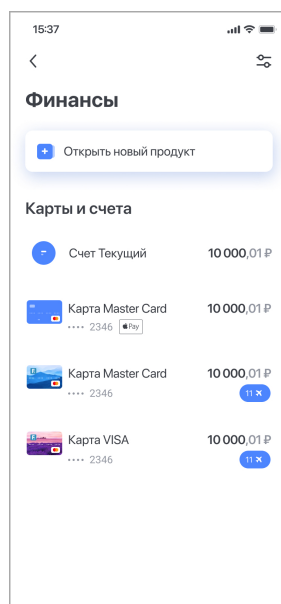 15:37
Финансы
Открыть новый продукт
Карты и счета
Счет Текущий 10 000,01 ₽
Карта Master Card 10 000,01 ₽
•••• 2346 Pay
Карта Master Card 10 000,01 ₽
•••• 2346 11
Карта VISA 10 000,01 ₽
•••• 2346 11